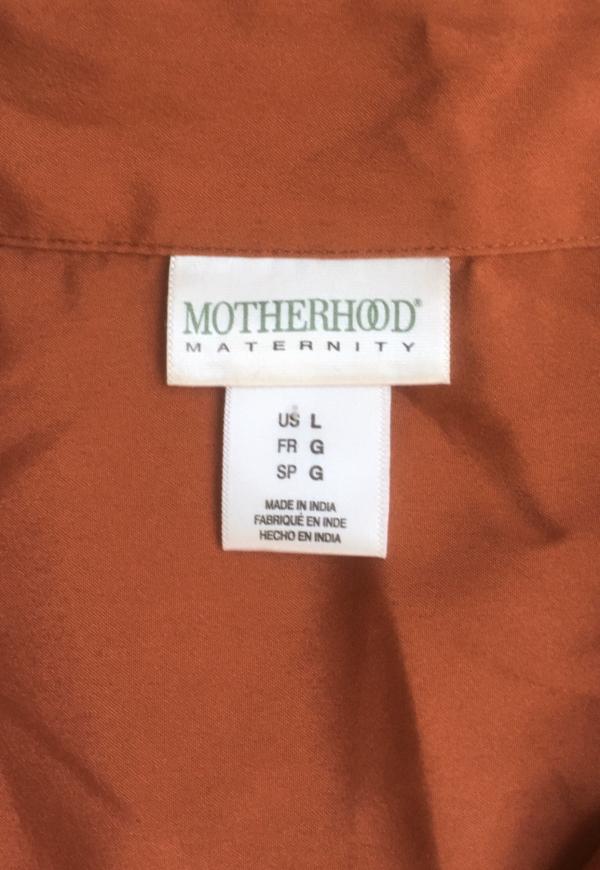 MOTHERHOOD®
MATERNITY
US L
FR G
SP G
MADE IN INDIA
FABRIQUÉ EN INDE
HECHO EN INDIA